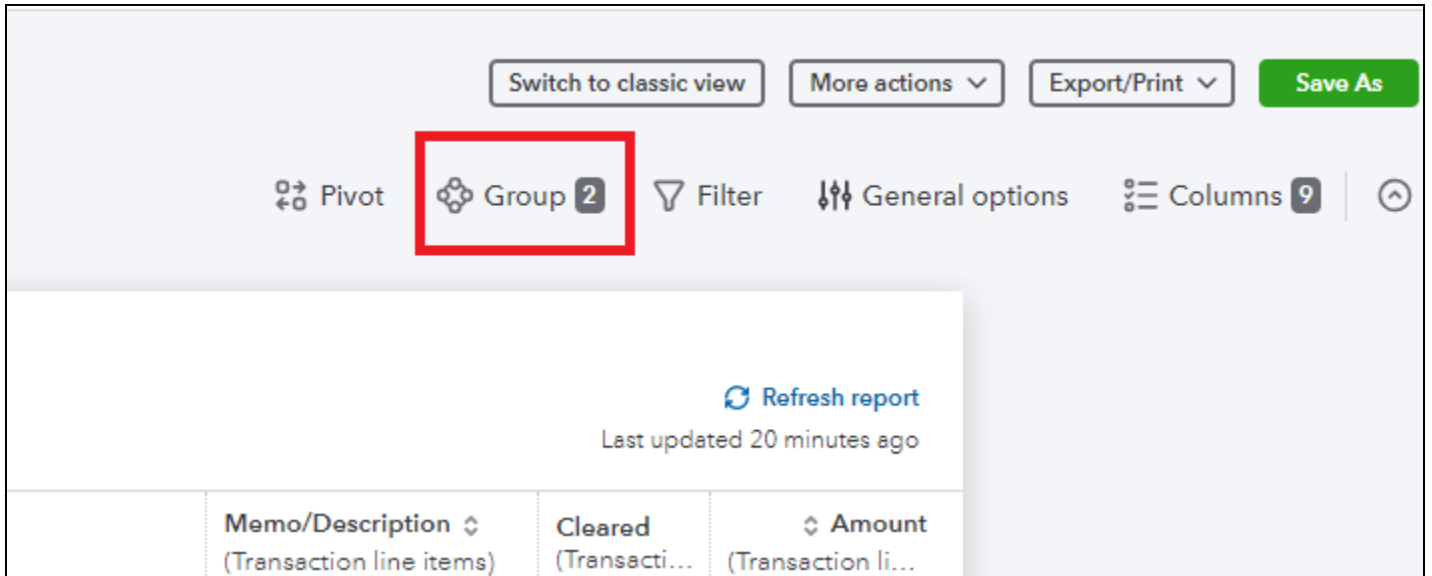 Switch to classic view More actions Export/Print Save As
Pivot Group 2 Filter General options Columns 9
Refresh report
Last updated 20 minutes ago
Memo/Description Cleared Amount
(Transaction line items) (Transacti... (Transaction li...